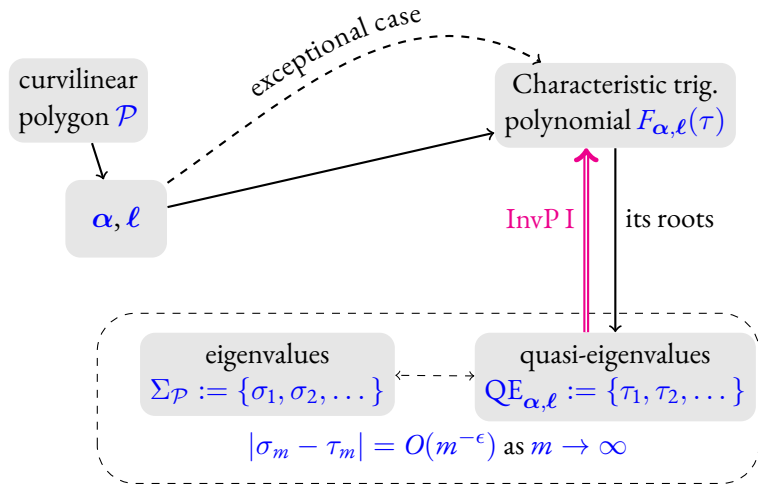 exceptional case
curvilinear
polygon 𝒫
Characteristic trig.
polynomial F_{α,ℓ}(τ)
α, ℓ
InvP I
its roots
eigenvalues
Σ_𝒫 := {σ₁, σ₂, . . . }
quasi-eigenvalues
QE_{α,ℓ} := {τ₁, τ₂, . . . }
|σ_m − τ_m| = O(m^{−ϵ}) as m → ∞